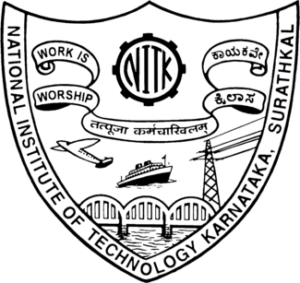 NITK
WORK IS
WORSHIP
ಕಾಯಕವೇ
ಕೈಲಾಸ
तत्पूजा कर्मचाखिलम्
NATIONAL INSTITUTE OF TECHNOLOGY KARNATAKA, SURATHKAL